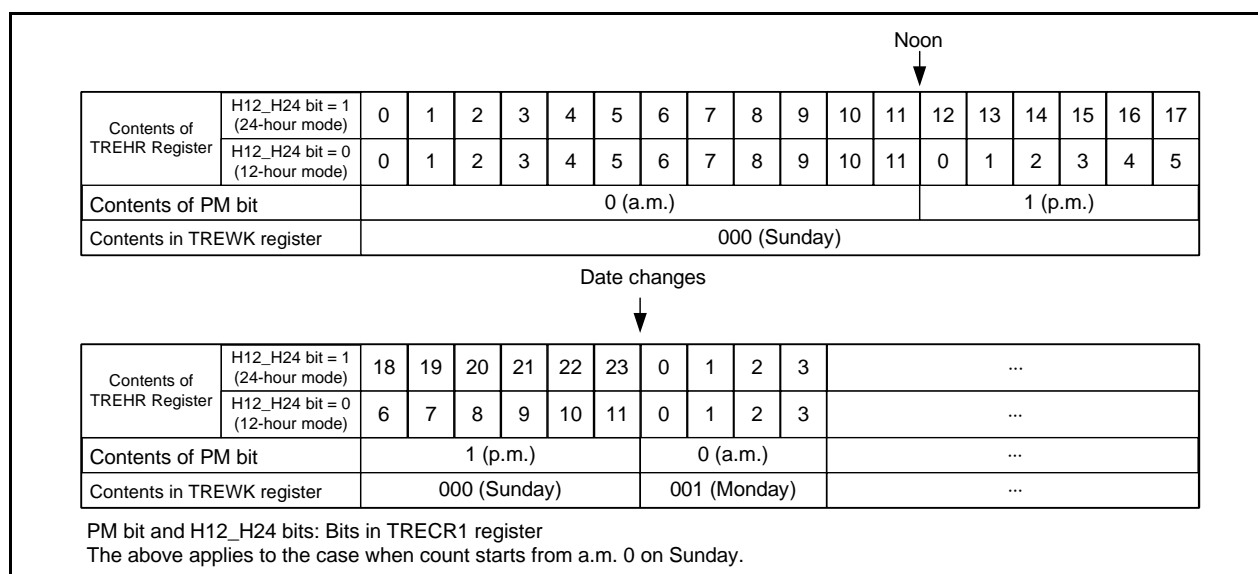 Noon
Contents of TREHR Register
H12_H24 bit = 1 (24-hour mode) 0 1 2 3 4 5 6 7 8 9 10 11 12 13 14 15 16 17
H12_H24 bit = 0 (12-hour mode) 0 1 2 3 4 5 6 7 8 9 10 11 0 1 2 3 4 5
Contents of PM bit 0 (a.m.) 1 (p.m.)
Contents in TREWK register 000 (Sunday)
Date changes
Contents of TREHR Register
H12_H24 bit = 1 (24-hour mode) 18 19 20 21 22 23 0 1 2 3 ...
H12_H24 bit = 0 (12-hour mode) 6 7 8 9 10 11 0 1 2 3 ...
Contents of PM bit 1 (p.m.) 0 (a.m.) ...
Contents in TREWK register 000 (Sunday) 001 (Monday) ...
PM bit and H12_H24 bits: Bits in TRECR1 register
The above applies to the case when count starts from a.m. 0 on Sunday.